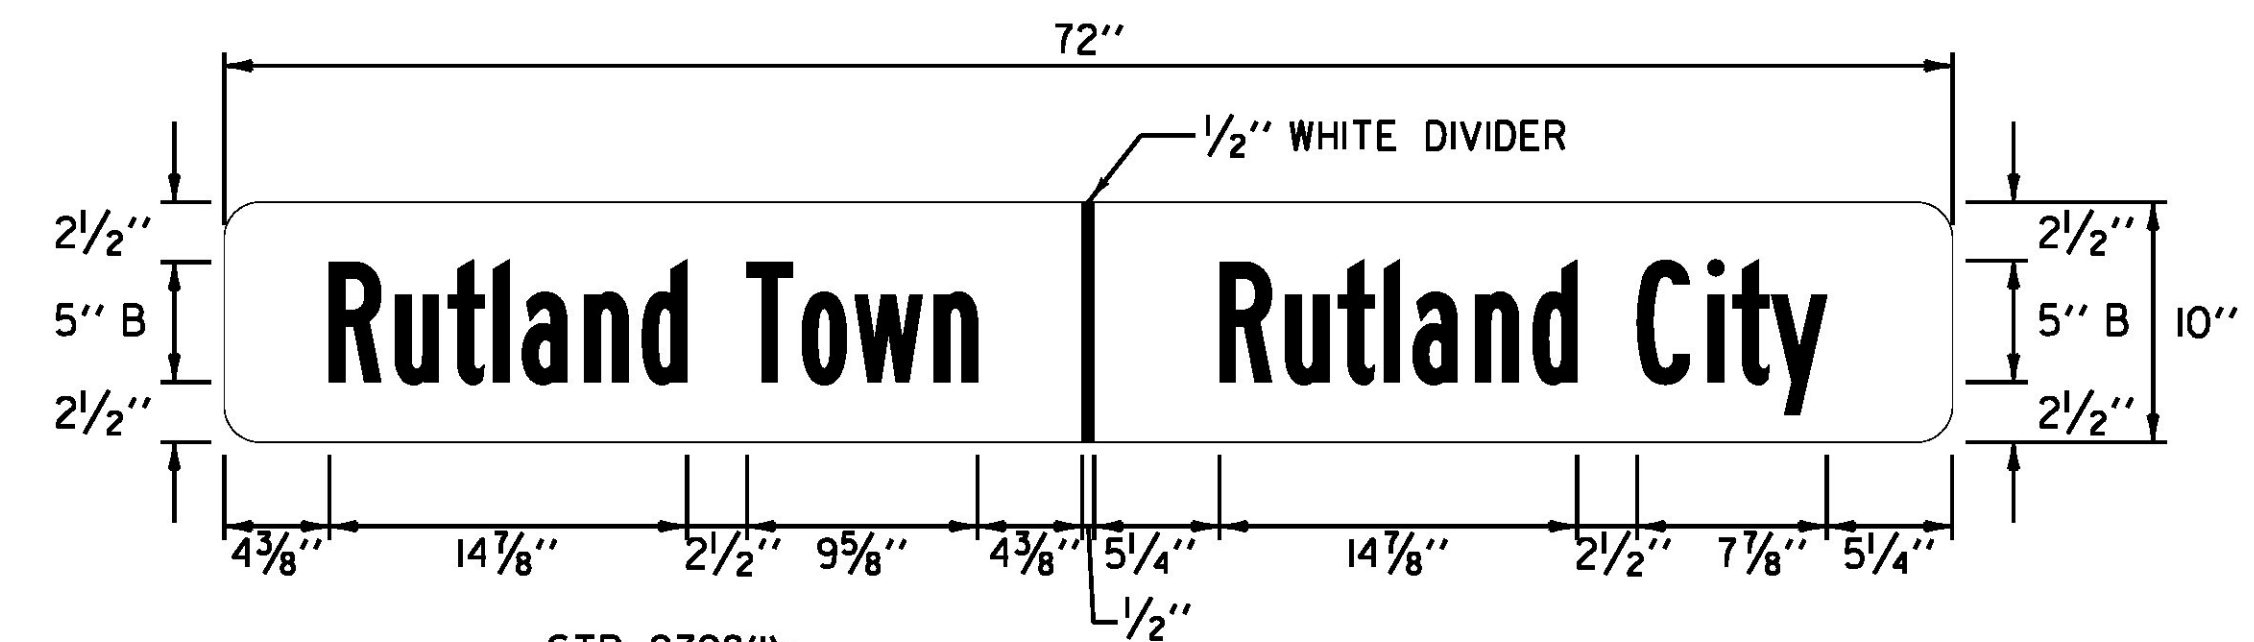 72"
1/2" WHITE DIVIDER
2 1/2" 2 1/2"
Rutland Town Rutland City
5" B 5" B 10"
2 1/2" 2 1/2"
4 3/8" 14 7/8" 2 1/2" 9 5/8" 4 3/8" 5 1/4" 14 7/8" 2 1/2" 7 7/8" 5 1/4"
1/2"